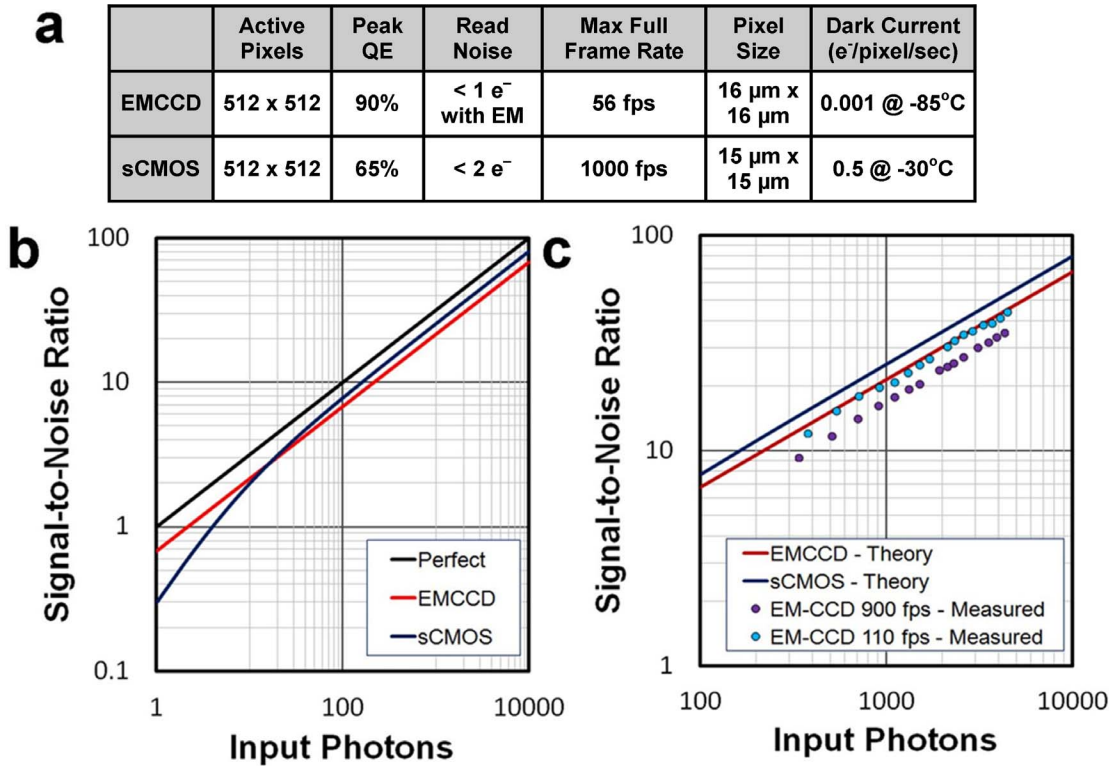 a
Active Pixels Peak QE Read Noise Max Full Frame Rate Pixel Size Dark Current (e⁻/pixel/sec)
EMCCD 512 x 512 90% < 1 e⁻ with EM 56 fps 16 µm x 16 µm 0.001 @ -85°C
sCMOS 512 x 512 65% < 2 e⁻ 1000 fps 15 µm x 15 µm 0.5 @ -30°C
b
Signal-to-Noise Ratio
100
10
1
0.1
Perfect
EMCCD
sCMOS
1 100 10000
Input Photons
c
Signal-to-Noise Ratio
100
10
1
EMCCD - Theory
sCMOS - Theory
EM-CCD 900 fps - Measured
EM-CCD 110 fps - Measured
100 1000 10000
Input Photons